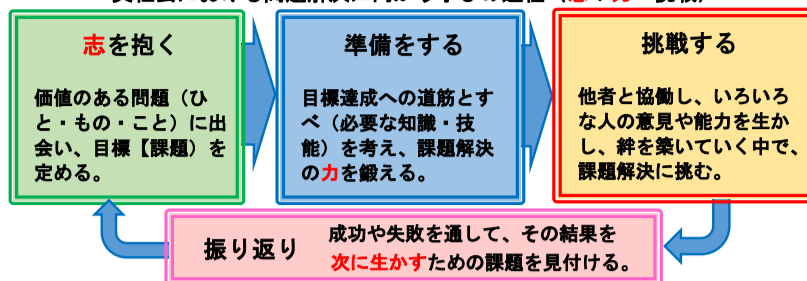 志を抱く
価値のある問題（ひ
と・もの・こと）に出
会い、目標【課題）を
定める。
準備をする
目標達成への道筋とす
べ（必要な知識・技
能）を考え、課題解決
の力を鍛える。
挑戦する
他者と協働し、いろいろ
な人の意見や能力を生か
し、絆を築いていく中で、
課題解決に挑む。
振り返り
成功や失敗を通して、その結果を
次に生かすための課題を見付ける。